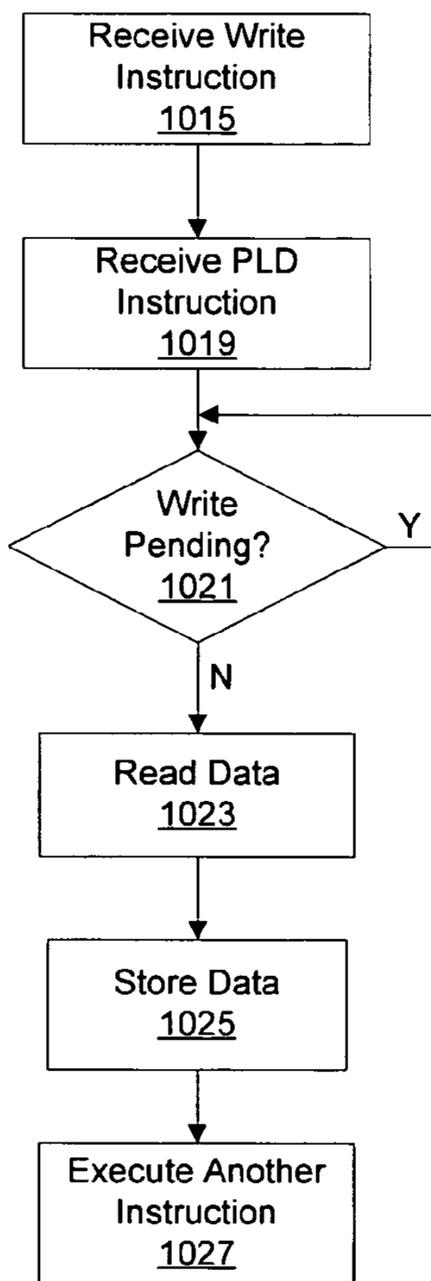 Receive Write
Instruction
1015
Receive PLD
Instruction
1019
Write
Pending?
1021
Y
N
Read Data
1023
Store Data
1025
Execute Another
Instruction
1027